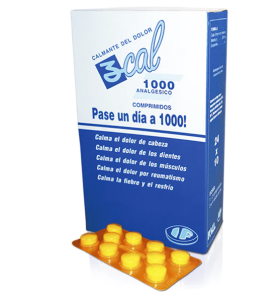 CALMANTE DEL DOLOR
3cal
1000
ANALGESICO
COMPRIMIDOS
Pase un día a 1000!
Calma el dolor de cabeza
Calma el dolor de los dientes
Calma el dolor de los músculos
Calma el dolor por reumatismo
Calma la fiebre y el resfrío